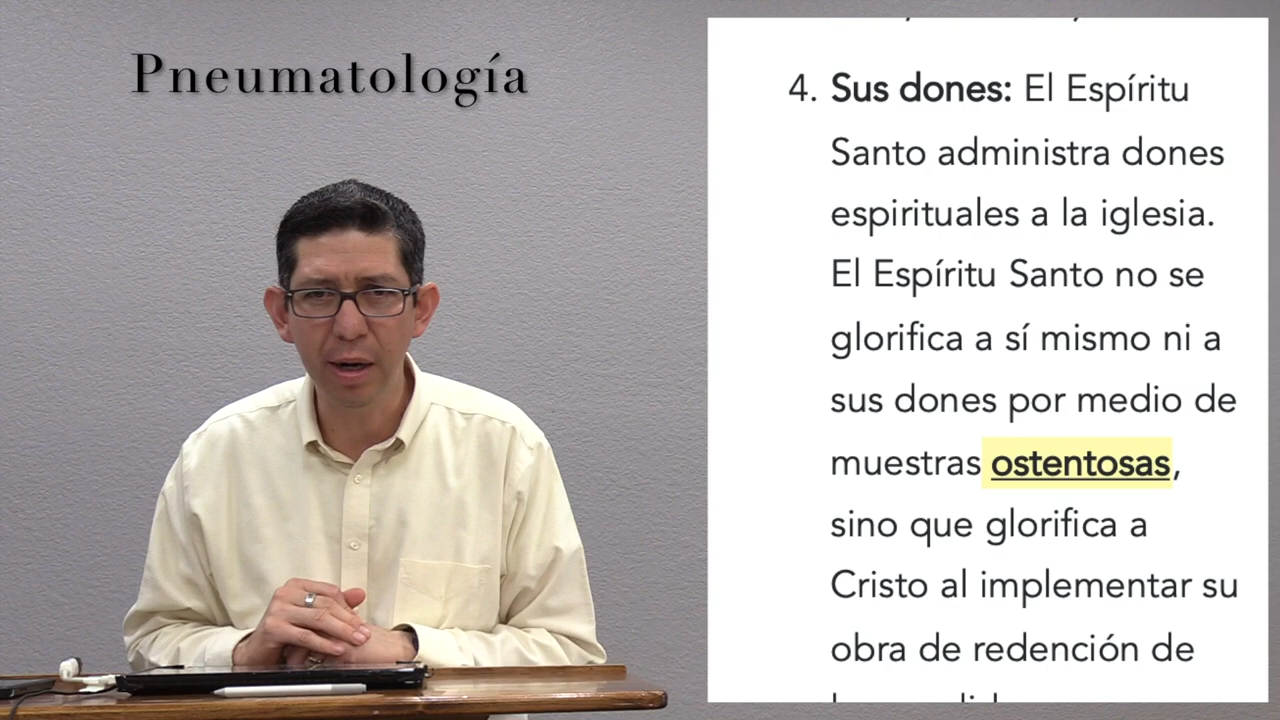 Pneumatología
4. Sus dones: El Espíritu
Santo administra dones
espirituales a la iglesia.
El Espíritu Santo no se
glorifica a sí mismo ni a
sus dones por medio de
muestras ostentosas,
sino que glorifica a
Cristo al implementar su
obra de redención de